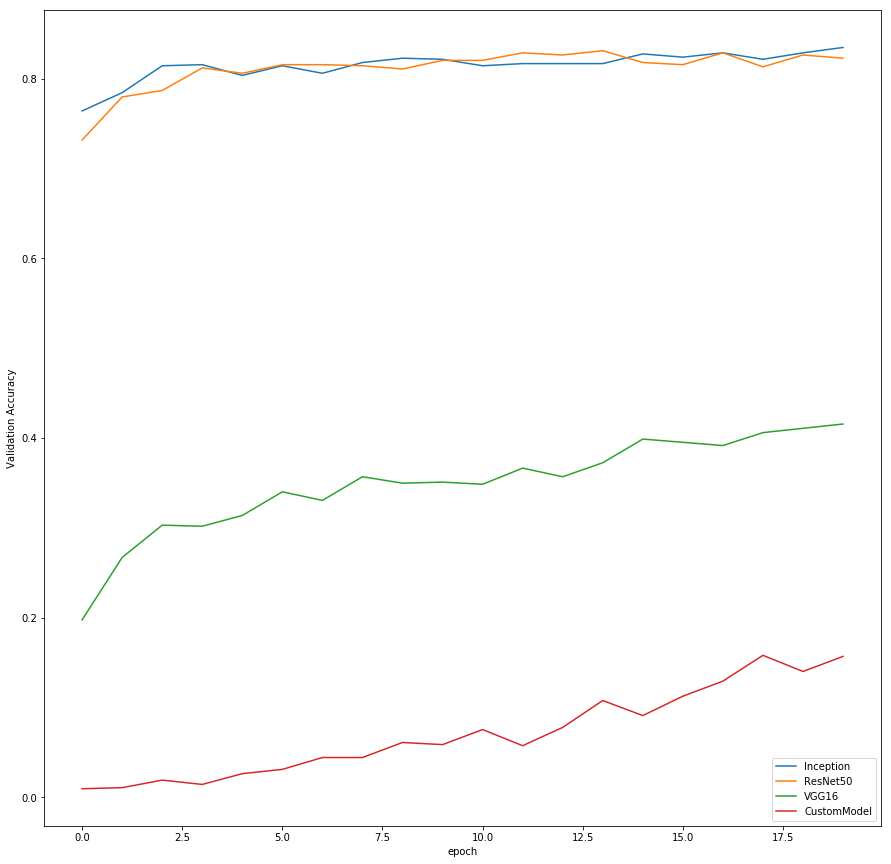 0.8
0.6
0.4
0.2
0.0
Validation Accuracy
0.0 2.5 5.0 7.5 10.0 12.5 15.0 17.5
epoch
Inception
ResNet50
VGG16
CustomModel